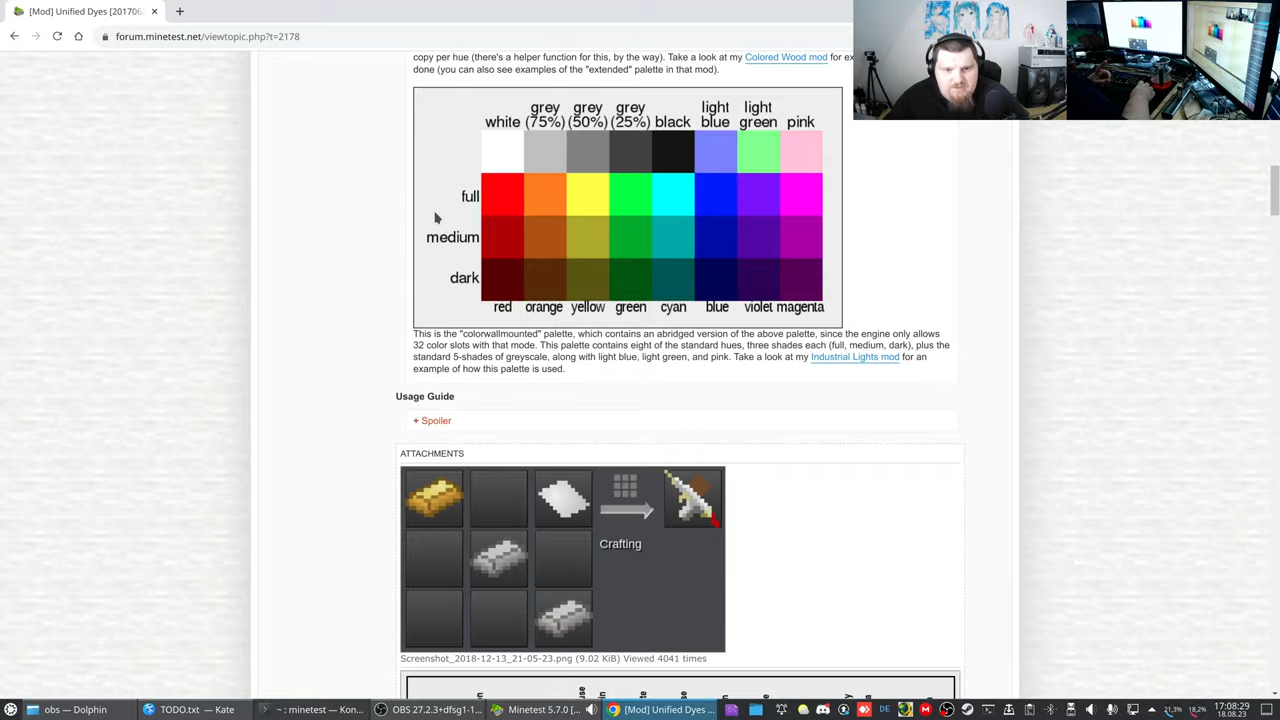 [Mod] Unified Dyes [2017062
forum.minetest.net/viewtopic.php?t=2178
copy per hue (there's a helper function for this, by the way). Take a look at my Colored Wood mod for ex
done (you can also see examples of the "extended" palette in that mod).
white grey (75%) grey (50%) grey (25%) black light blue light green pink
full
medium
dark
red orange yellow green cyan blue violet magenta
This is the "colorwallmounted" palette, which contains an abridged version of the above palette, since the engine only allows
32 color slots with that mode. This palette contains eight of the standard hues, three shades each (full, medium, dark), plus the
standard 5-shades of greyscale, along with light blue, light green, and pink. Take a look at my Industrial Lights mod for an
example of how this palette is used.
Usage Guide
+ Spoiler
ATTACHMENTS
Crafting
Screenshot_2018-12-13_21-05-23.png (9.02 KiB) Viewed 4041 times
obs — Dolphin
TODO.txt — Kate
~ : minetest — Kon...
OBS 27.2.3+dfsg1-1...
Minetest 5.7.0 [...
[Mod] Unified Dyes ...
DE
18,2%
18,2%
17:08:29
18.08.23